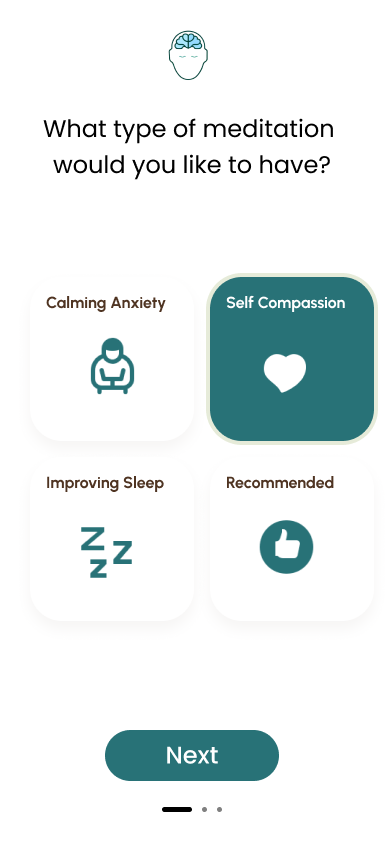 What type of meditation
would you like to have?
Calming Anxiety
Self Compassion
Improving Sleep
Recommended
Next